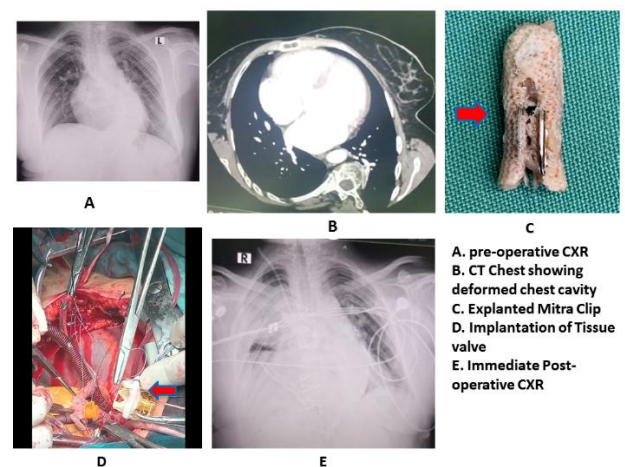 L
A
B
C
D
R
E
A. pre-operative CXR
B. CT Chest showing
deformed chest cavity
C. Explanted Mitra Clip
D. Implantation of Tissue
valve
E. Immediate Post-
operative CXR